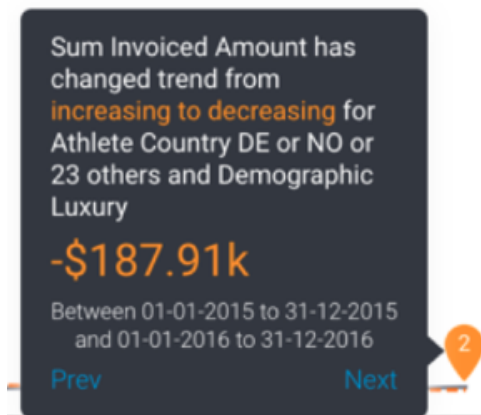 Sum Invoiced Amount has
changed trend from
increasing to decreasing for
Athlete Country DE or NO or
23 others and Demographic
Luxury
-$187.91k
Between 01-01-2015 to 31-12-2015
and 01-01-2016 to 31-12-2016
2
Prev Next